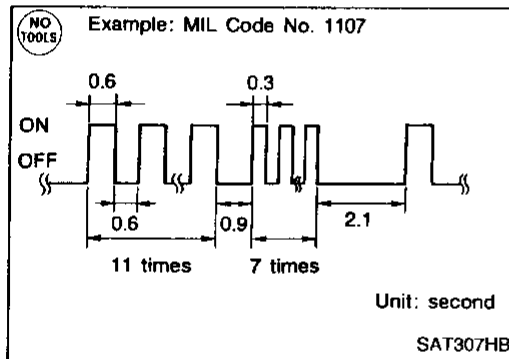 NO
TOOLS
Example: MIL Code No. 1107
0.6
0.3
ON
OFF
0.6
0.9
2.1
11 times
7 times
Unit: second
SAT307HB